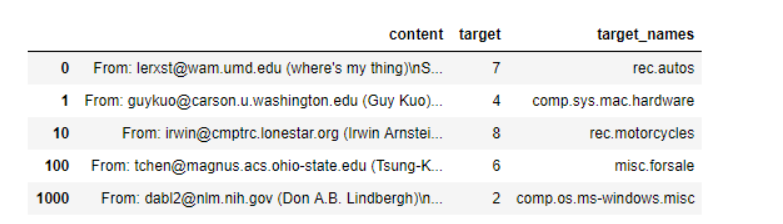 content target target_names
0 From: lerxst@wam.umd.edu (where's my thing)\nS... 7 rec.autos
1 From: guykuo@carson.u.washington.edu (Guy Kuo)... 4 comp.sys.mac.hardware
10 From: irwin@cmptrc.lonestar.org (Irwin Arnstei... 8 rec.motorcycles
100 From: tchen@magnus.acs.ohio-state.edu (Tsung-K... 6 misc.forsale
1000 From: dabl2@nlm.nih.gov (Don A.B. Lindbergh)\n... 2 comp.os.ms-windows.misc